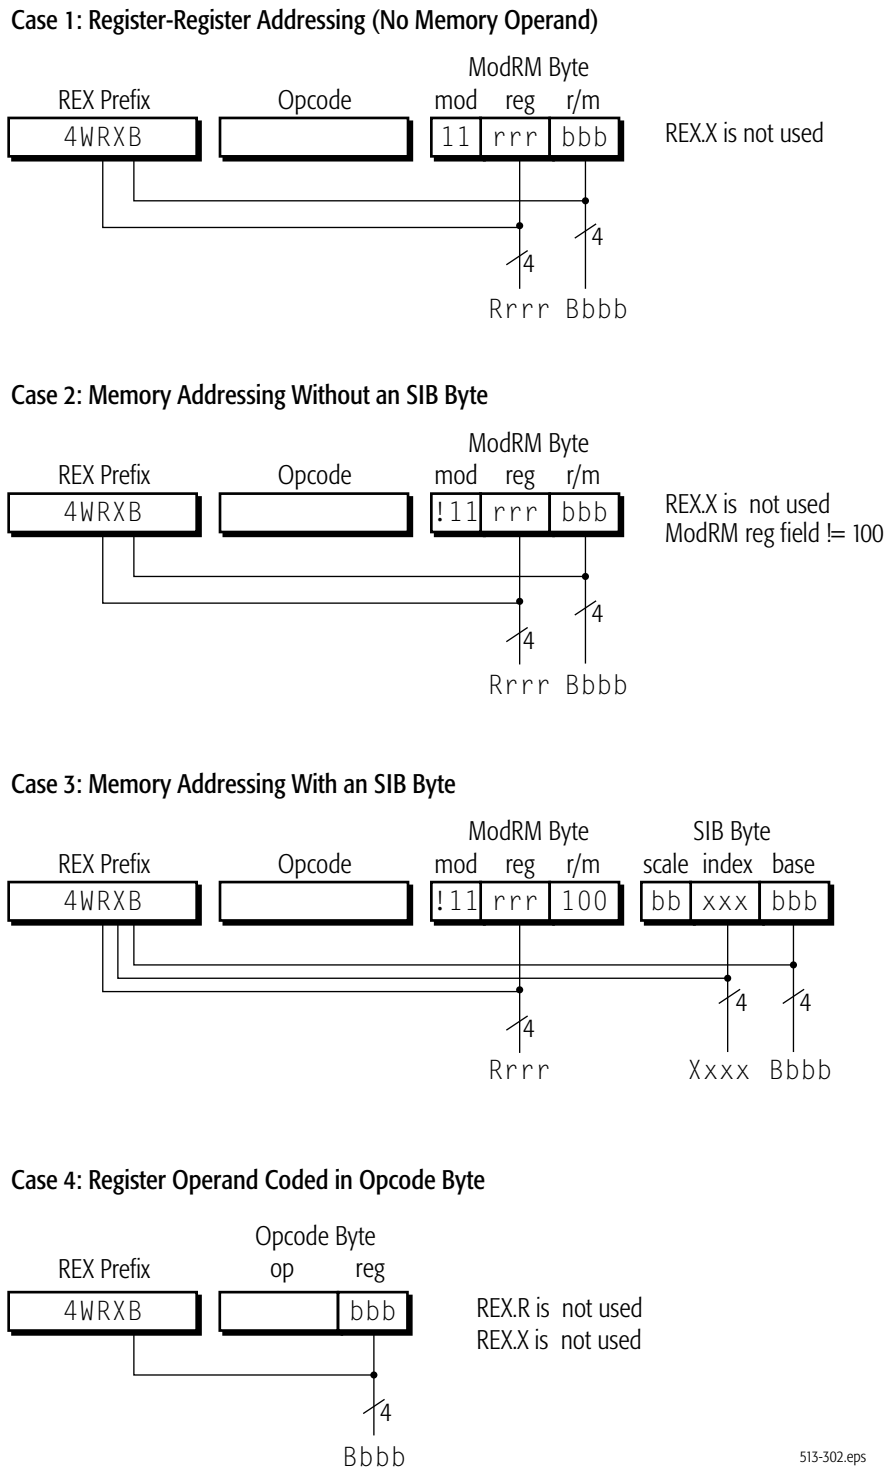 Case 1: Register-Register Addressing (No Memory Operand)
ModRM Byte
REX Prefix Opcode mod reg r/m
4WRXB 11 rrr bbb REX.X is not used
4
4
Rrrr Bbbb
Case 2: Memory Addressing Without an SIB Byte
ModRM Byte
REX Prefix Opcode mod reg r/m
4WRXB !11 rrr bbb REX.X is not used
ModRM reg field != 100
4
4
Rrrr Bbbb
Case 3: Memory Addressing With an SIB Byte
ModRM Byte SIB Byte
REX Prefix Opcode mod reg r/m scale index base
4WRXB !11 rrr 100 bb xxx bbb
4 4
4
Rrrr Xxxx Bbbb
Case 4: Register Operand Coded in Opcode Byte
Opcode Byte
REX Prefix op reg
4WRXB bbb REX.R is not used
REX.X is not used
4
Bbbb
513-302.eps